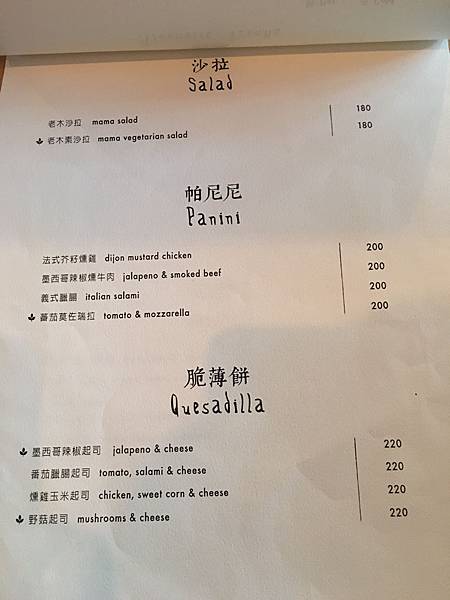 沙拉
Salad
老木沙拉 mama salad 180
老木素沙拉 mama vegetarian salad 180
帕尼尼
Panini
法式芥籽燻雞 dijon mustard chicken 200
墨西哥辣椒燻牛肉 jalapeno & smoked beef 200
義式臘腸 italian salami 200
蕃茄莫佐瑞拉 tomato & mozzarella 200
脆薄餅
Quesadilla
墨西哥辣椒起司 jalapeno & cheese 220
番茄臘腸起司 tomato, salami & cheese 220
燻雞玉米起司 chicken, sweet corn & cheese 220
野菇起司 mushrooms & cheese 220